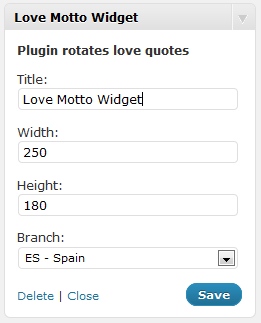 Love Motto Widget
Plugin rotates love quotes
Title:
Love Motto Widget
Width:
250
Height:
180
Branch:
ES - Spain
Delete | Close
Save